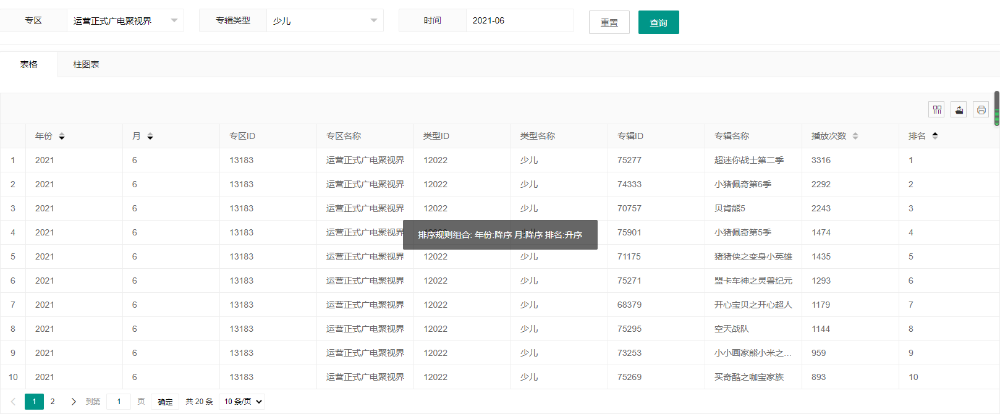 专区 运营正式广电聚视界 专辑类型 少儿 时间 2021-06 重置 查询
表格 柱图表
年份 月 专区ID 专区名称 类型ID 类型名称 专辑ID 专辑名称 播放次数 排名
1 2021 6 13183 运营正式广电聚视界 12022 少儿 75277 超迷你战士第二季 3316 1
2 2021 6 13183 运营正式广电聚视界 12022 少儿 74333 小猪佩奇第6季 2292 2
3 2021 6 13183 运营正式广电聚视界 12022 少儿 70757 贝肯熊5 2243 3
4 2021 6 13183 运营正式广电聚视界 75901 小猪佩奇第5季 1474 4
排序规则组合: 年份:降序 月:降序 排名:升序
5 2021 6 13183 运营正式广电聚视界 12022 少儿 71175 猪猪侠之变身小英雄 1435 5
6 2021 6 13183 运营正式广电聚视界 12022 少儿 75271 盟卡车神之灵兽纪元 1293 6
7 2021 6 13183 运营正式广电聚视界 12022 少儿 68379 开心宝贝之开心超人 1179 7
8 2021 6 13183 运营正式广电聚视界 12022 少儿 75295 空天战队 1144 8
9 2021 6 13183 运营正式广电聚视界 12022 少儿 73253 小小画家熊小米之... 959 9
10 2021 6 13183 运营正式广电聚视界 12022 少儿 75269 买奇酷之咖宝家族 893 10
1 2 到第 1 页 确定 共 20 条 10 条/页